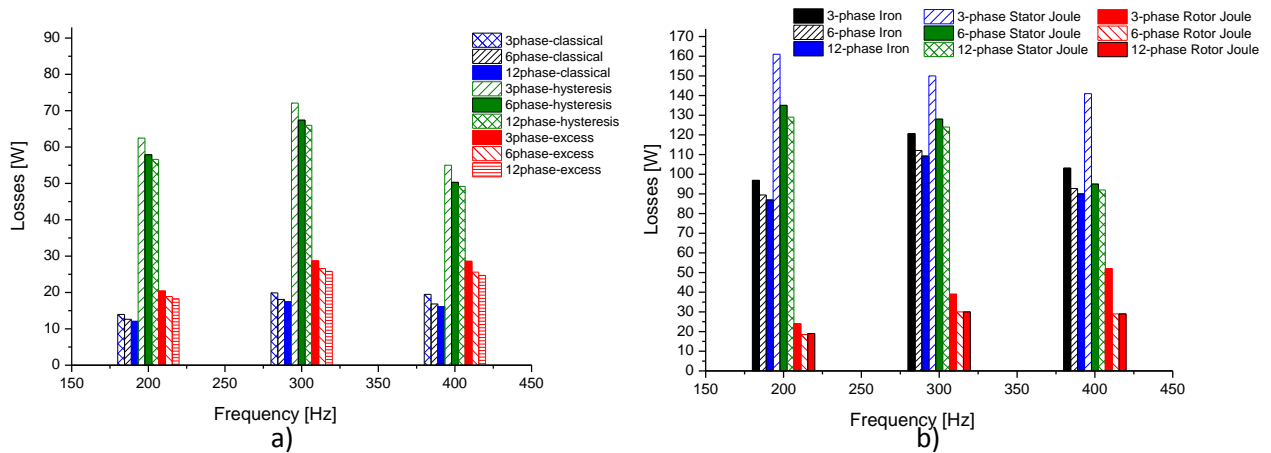 90
80
70
60
50
40
30
20
10
0
Losses [W]
3phase-classical
6phase-classical
12phase-classical
3phase-hysteresis
6phase-hysteresis
12phase-hysteresis
3phase-excess
6phase-excess
12phase-excess
150 200 250 300 350 400 450
Frequency [Hz]
a)
3-phase Iron 3-phase Stator Joule 3-phase Rotor Joule
6-phase Iron 6-phase Stator Joule 6-phase Rotor Joule
12-phase Iron 12-phase Stator Joule 12-phase Rotor Joule
170
160
150
140
130
120
110
100
90
80
70
60
50
40
30
20
10
0
Losses [W]
150 200 250 300 350 400 450
Frequency [Hz]
b)